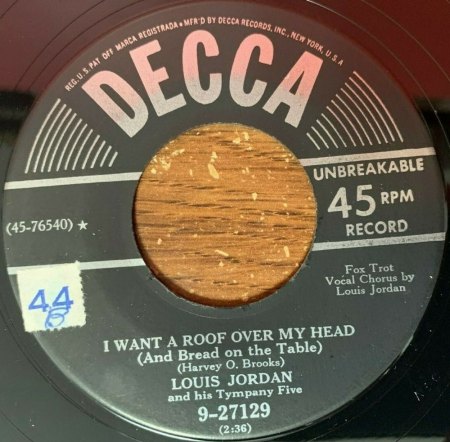 REG. U.S. PAT OFF MARCA REGISTRADA • MFR'D BY DECCA RECORDS, INC., NEW YORK, U.S.A
DECCA
UNBREAKABLE
45 RPM
RECORD
(45-76540) ★
Fox Trot
Vocal Chorus by
Louis Jordan
44
I WANT A ROOF OVER MY HEAD
(And Bread on the Table)
(Harvey O. Brooks)
LOUIS JORDAN
and his Tympany Five
9-27129
(2:36)